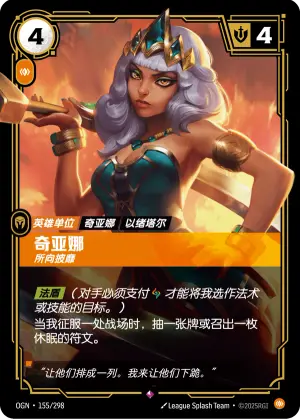 4
4
英雄单位 奇亚娜 以绪塔尔
奇亚娜
所向披靡
法盾 （对手必须支付 才能将我选作法术
或技能的目标。）
当我征服一处战场时，抽一张牌或召出一枚
休眠的符文。
“让他们排成一列。我来让他们下跪。”
OGN • 155/298 League Splash Team • ©2025RGI